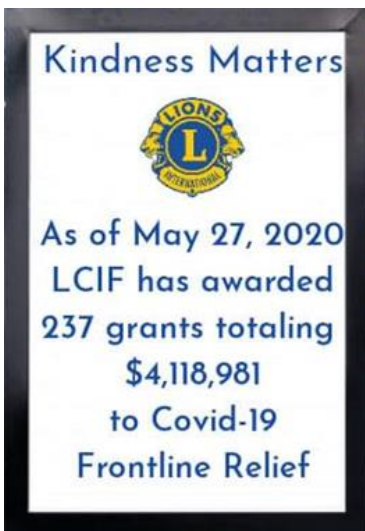 Kindness Matters
LIONS
L
INTERNATIONAL
As of May 27, 2020
LCIF has awarded
237 grants totaling
$4,118,981
to Covid-19
Frontline Relief